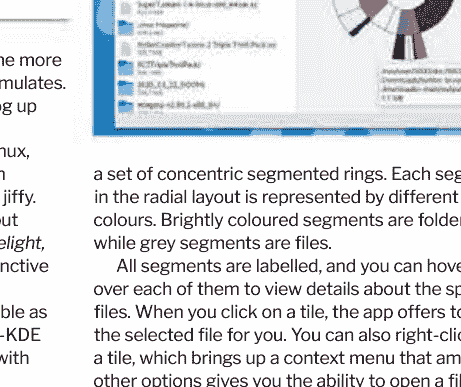 ne more
mulates.
og up
nux,
n
jiffy.
out
elight,
nctive
ble as
-KDE
with
a set of concentric segmented rings. Each seg
in the radial layout is represented by different
colours. Brightly coloured segments are folder
while grey segments are files.
All segments are labelled, and you can hove
over each of them to view details about the sp
files. When you click on a tile, the app offers to
the selected file for you. You can also right-clic
a tile, which brings up a context menu that am
other options gives you the ability to open a fil